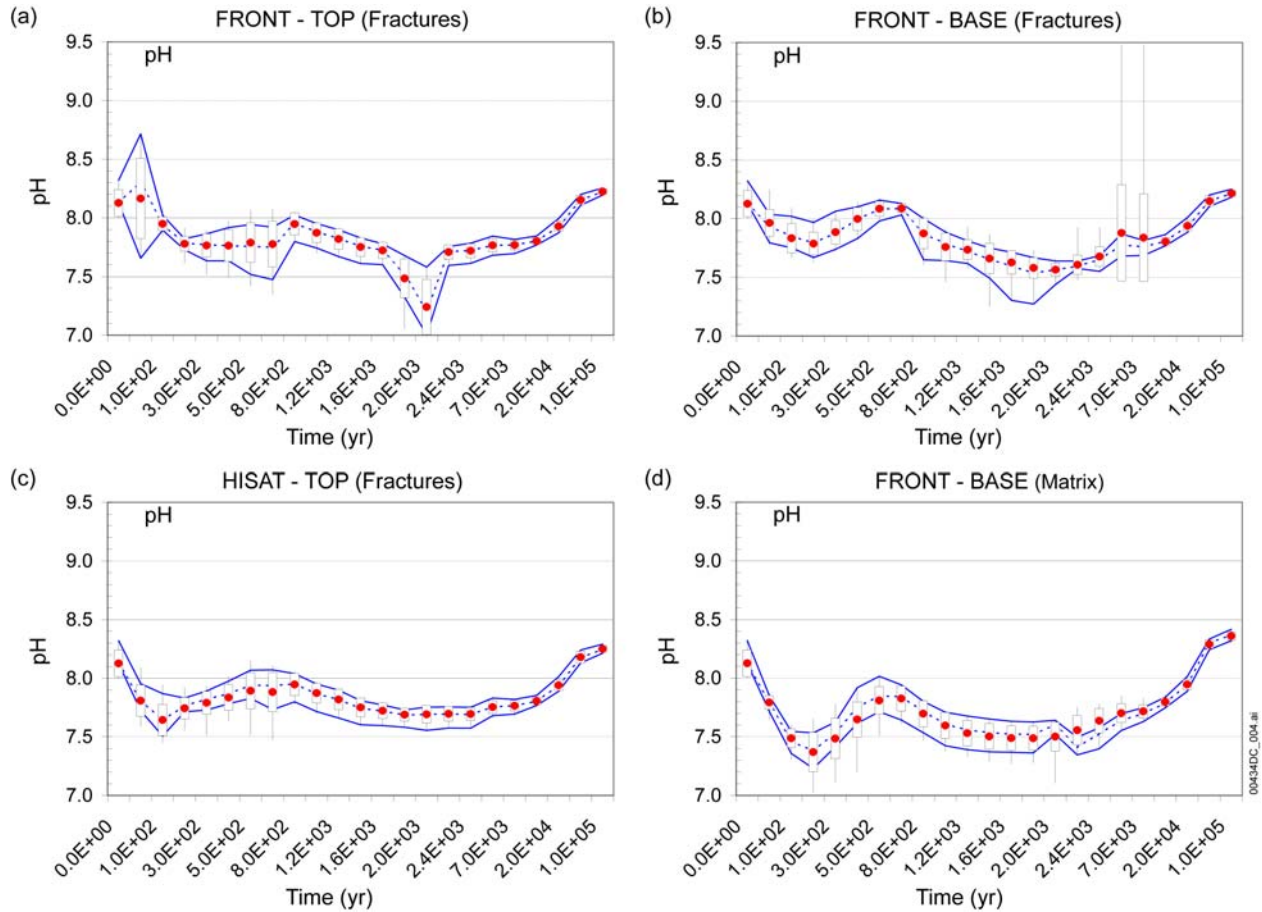 (a)
FRONT - TOP (Fractures)
pH
9.5
9.0
8.5
8.0
7.5
7.0
pH
0.0E+00
1.0E+02
3.0E+02
5.0E+02
8.0E+02
1.2E+03
1.6E+03
2.0E+03
2.4E+03
7.0E+03
2.0E+04
1.0E+05
Time (yr)
(b)
FRONT - BASE (Fractures)
pH
9.5
9.0
8.5
8.0
7.5
7.0
pH
0.0E+00
1.0E+02
3.0E+02
5.0E+02
8.0E+02
1.2E+03
1.6E+03
2.0E+03
2.4E+03
7.0E+03
2.0E+04
1.0E+05
Time (yr)
(c)
HISAT - TOP (Fractures)
pH
9.5
9.0
8.5
8.0
7.5
7.0
pH
0.0E+00
1.0E+02
3.0E+02
5.0E+02
8.0E+02
1.2E+03
1.6E+03
2.0E+03
2.4E+03
7.0E+03
2.0E+04
1.0E+05
Time (yr)
(d)
FRONT - BASE (Matrix)
pH
9.5
9.0
8.5
8.0
7.5
7.0
pH
0.0E+00
1.0E+02
3.0E+02
5.0E+02
8.0E+02
1.2E+03
1.6E+03
2.0E+03
2.4E+03
7.0E+03
2.0E+04
1.0E+05
Time (yr)
00434DC_004.ai